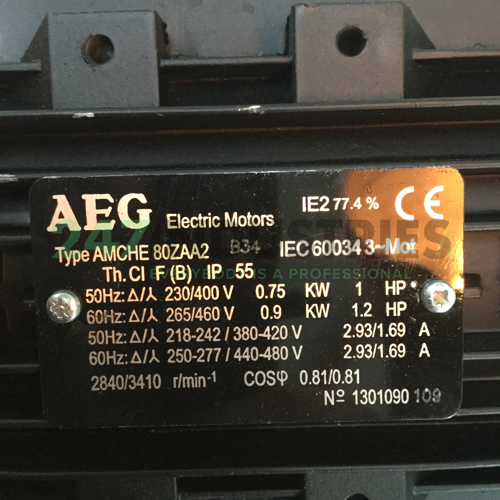 AEG Electric Motors IE2 77.4 % CE
Type AMCHE 80ZAA2 B34 IEC 60034 3~Mot
Th. Cl F (B) IP 55
50Hz: Δ/⅄ 230/400 V 0.75 KW 1 HP
60Hz: Δ/⅄ 265/460 V 0.9 KW 1.2 HP
50Hz: Δ/⅄ 218-242 / 380-420 V 2.93/1.69 A
60Hz: Δ/⅄ 250-277 / 440-480 V 2.93/1.69 A
2840/3410 r/min-1 COSφ 0.81/0.81
Nº 1301090 109